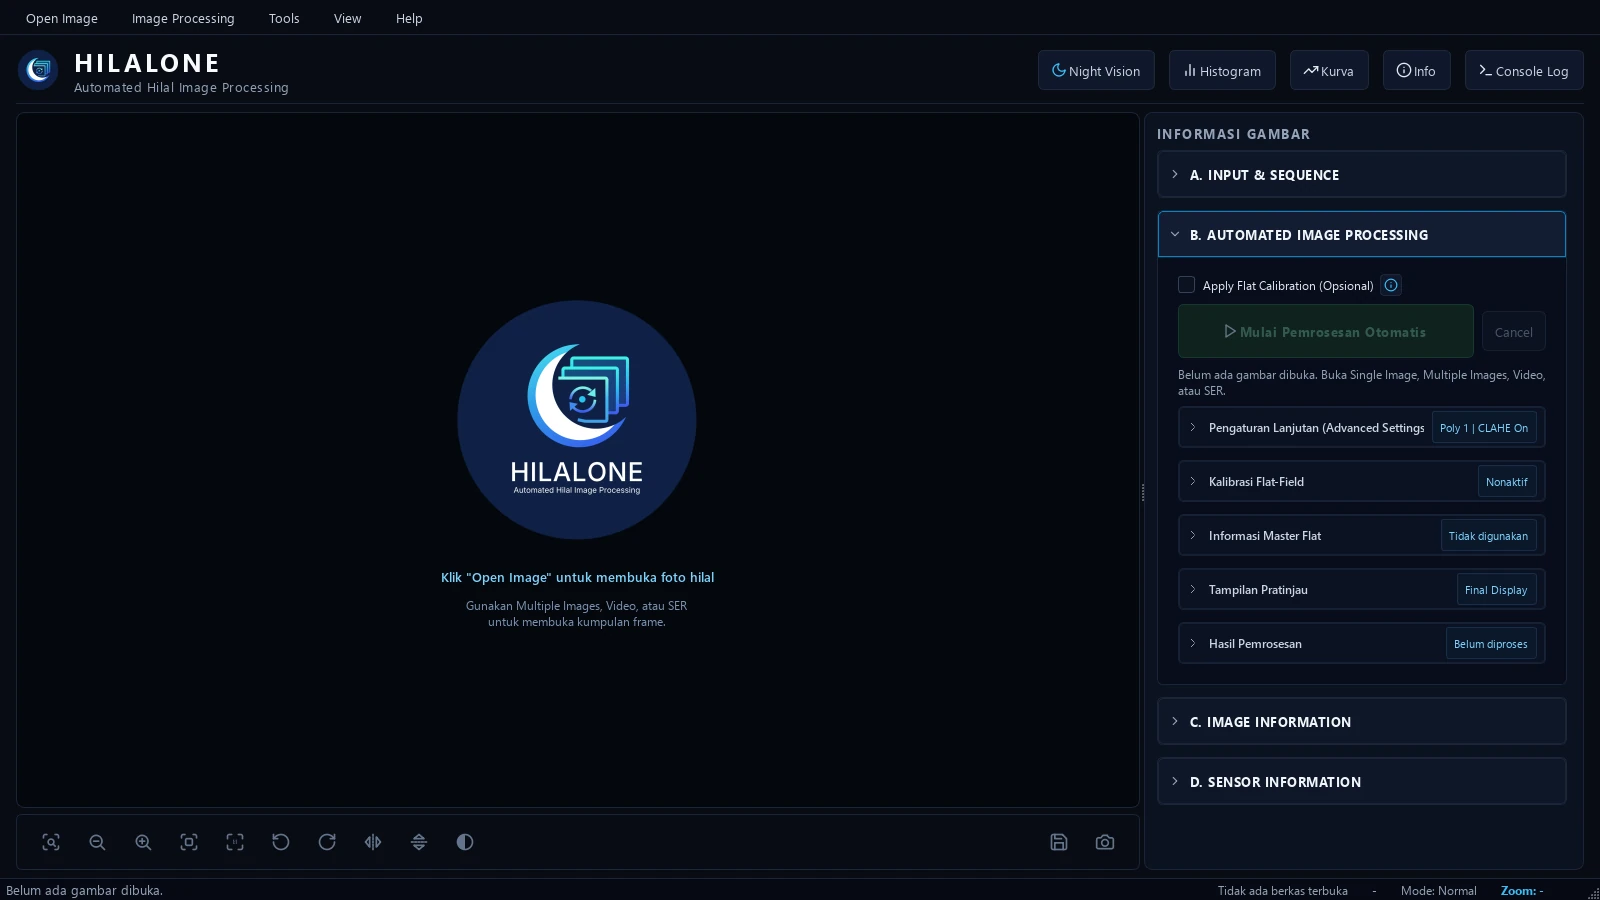 Open Image Image Processing Tools View Help
HILALONE
Automated Hilal Image Processing
Night Vision Histogram Kurva Info Console Log
HILALONE
Automated Hilal Image Processing
Klik "Open Image" untuk membuka foto hilal
Gunakan Multiple Images, Video, atau SER
untuk membuka kumpulan frame.
INFORMASI GAMBAR
A. INPUT & SEQUENCE
B. AUTOMATED IMAGE PROCESSING
Apply Flat Calibration (Opsional)
Mulai Pemrosesan Otomatis Cancel
Belum ada gambar dibuka. Buka Single Image, Multiple Images, Video,
atau SER.
Pengaturan Lanjutan (Advanced Settings Poly 1 | CLAHE On
Kalibrasi Flat-Field Nonaktif
Informasi Master Flat Tidak digunakan
Tampilan Pratinjau Final Display
Hasil Pemrosesan Belum diproses
C. IMAGE INFORMATION
D. SENSOR INFORMATION
Belum ada gambar dibuka. Tidak ada berkas terbuka - Mode: Normal Zoom: -